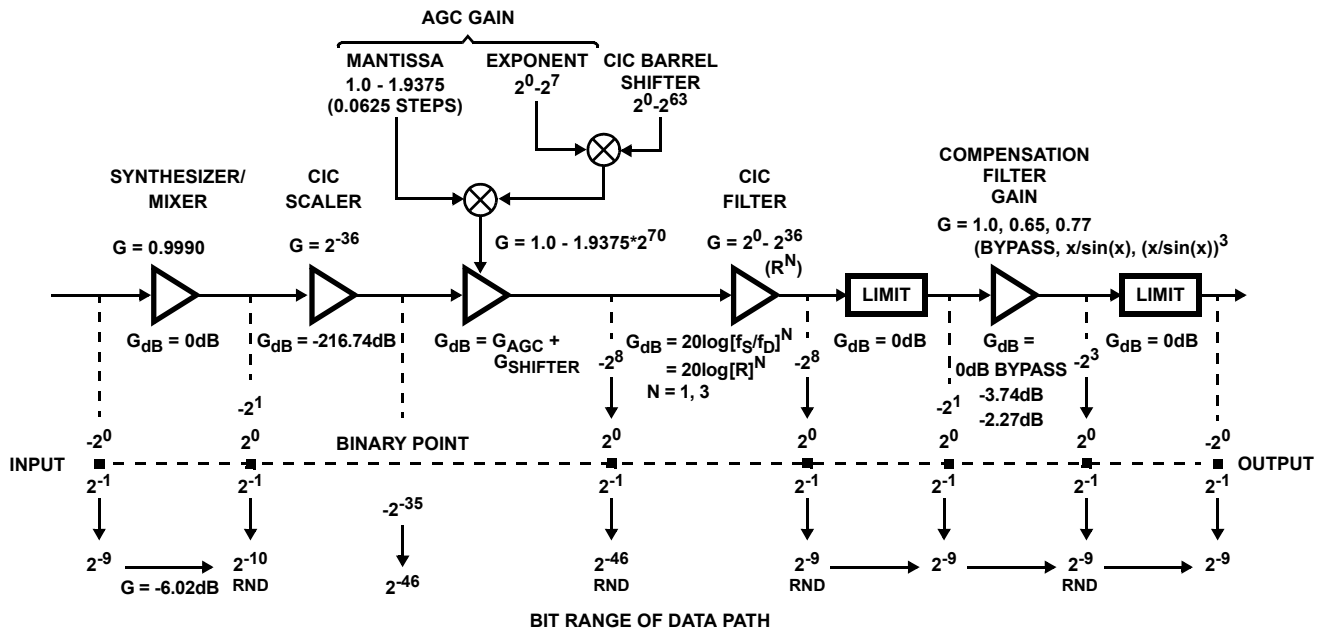 AGC GAIN
MANTISSA
1.0 - 1.9375
(0.0625 STEPS)
EXPONENT
2^0-2^7
CIC BARREL
SHIFTER
2^0-2^63
SYNTHESIZER/
MIXER
G = 0.9990
CIC
SCALER
G = 2^-36
G = 1.0 - 1.9375*2^70
CIC
FILTER
G = 2^0 - 2^36
(R^N)
COMPENSATION
FILTER
GAIN
G = 1.0, 0.65, 0.77
(BYPASS, x/sin(x), (x/sin(x))^3
LIMIT
LIMIT
G_dB = 0dB
G_dB = -216.74dB
G_dB = G_AGC +
G_SHIFTER
G_dB = 20log[f_S/f_D]^N
= 20log[R]^N
N = 1, 3
G_dB = 0dB
G_dB =
0dB BYPASS
-3.74dB
-2.27dB
G_dB = 0dB
-2^8
-2^8
-2^3
-2^1
-2^1
INPUT
-2^0
2^0
BINARY POINT
2^0
2^0
2^0
2^0
-2^0
OUTPUT
2^-1
2^-1
2^-1
2^-1
2^-1
2^-1
2^-1
-2^-35
2^-9
G = -6.02dB
2^-10
RND
2^-46
2^-46
RND
2^-9
RND
2^-9
2^-9
RND
2^-9
BIT RANGE OF DATA PATH